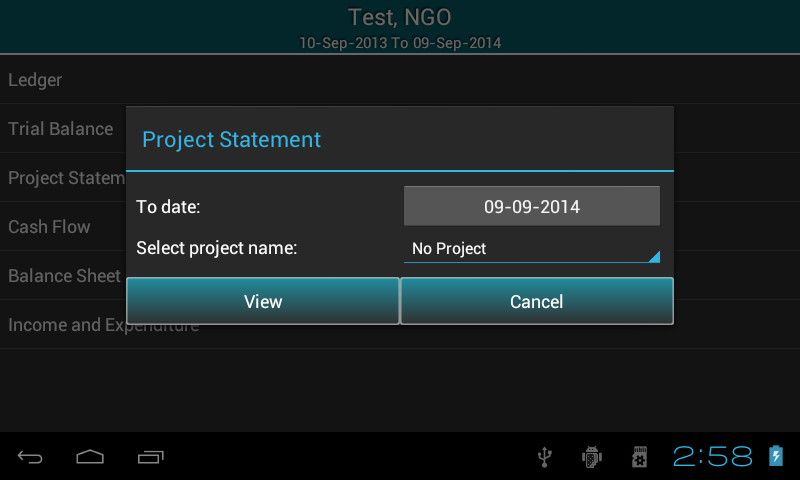 Test, NGO
10-Sep-2013 To 09-Sep-2014
Ledger
Trial Balance
Project Statement
To date:
09-09-2014
Project Statem
Select project name:
No Project
Cash Flow
Balance Sheet
View
Cancel
Income and Expenditure
2:58